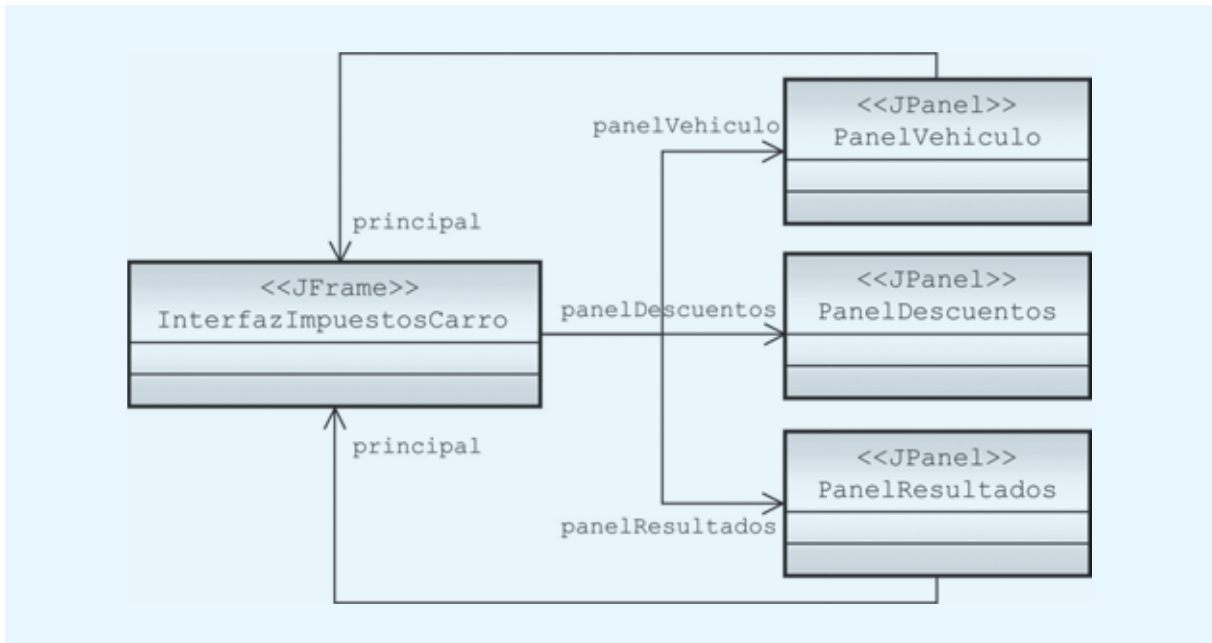 <<JPanel>>
PanelVehiculo
panelVehiculo
principal
<<JFrame>>
InterfazImpuestosCarro
panelDescuentos
<<JPanel>>
PanelDescuentos
principal
<<JPanel>>
PanelResultados
panelResultados